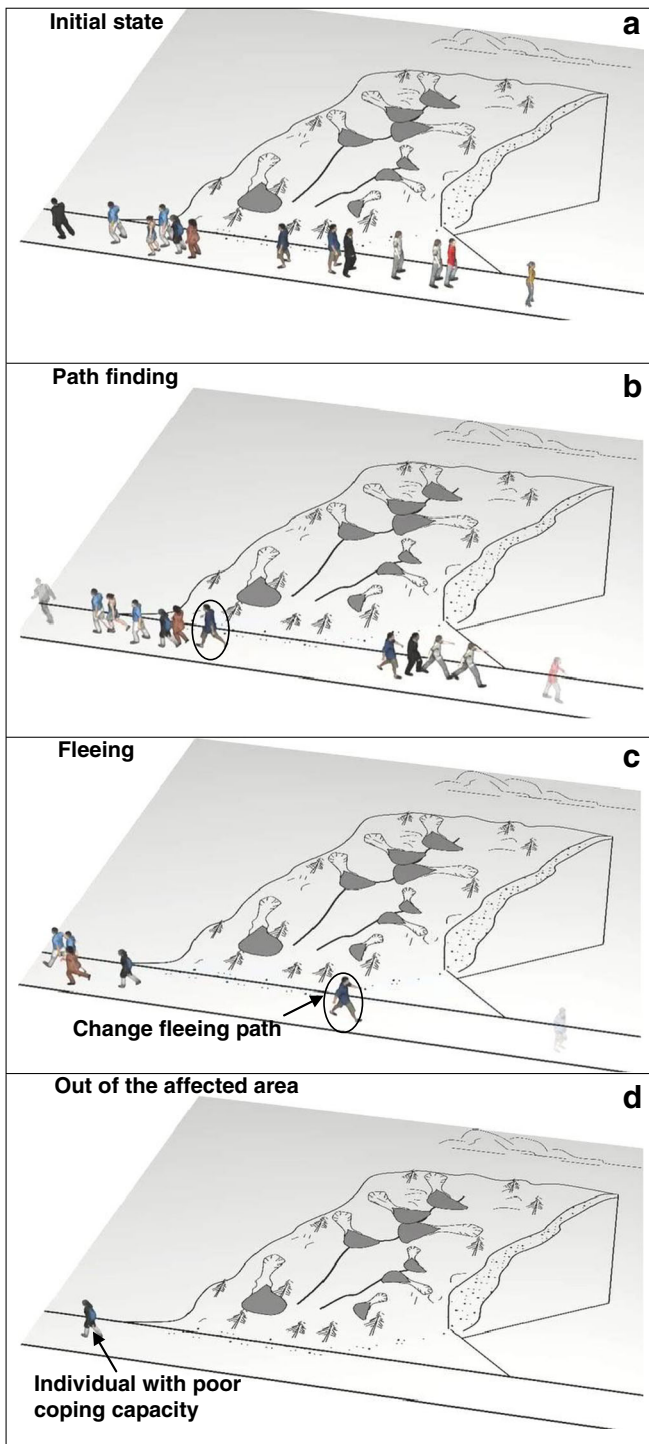 Initial state
a
Path finding
b
Fleeing
c
Change fleeing path
Out of the affected area
d
Individual with poor
coping capacity